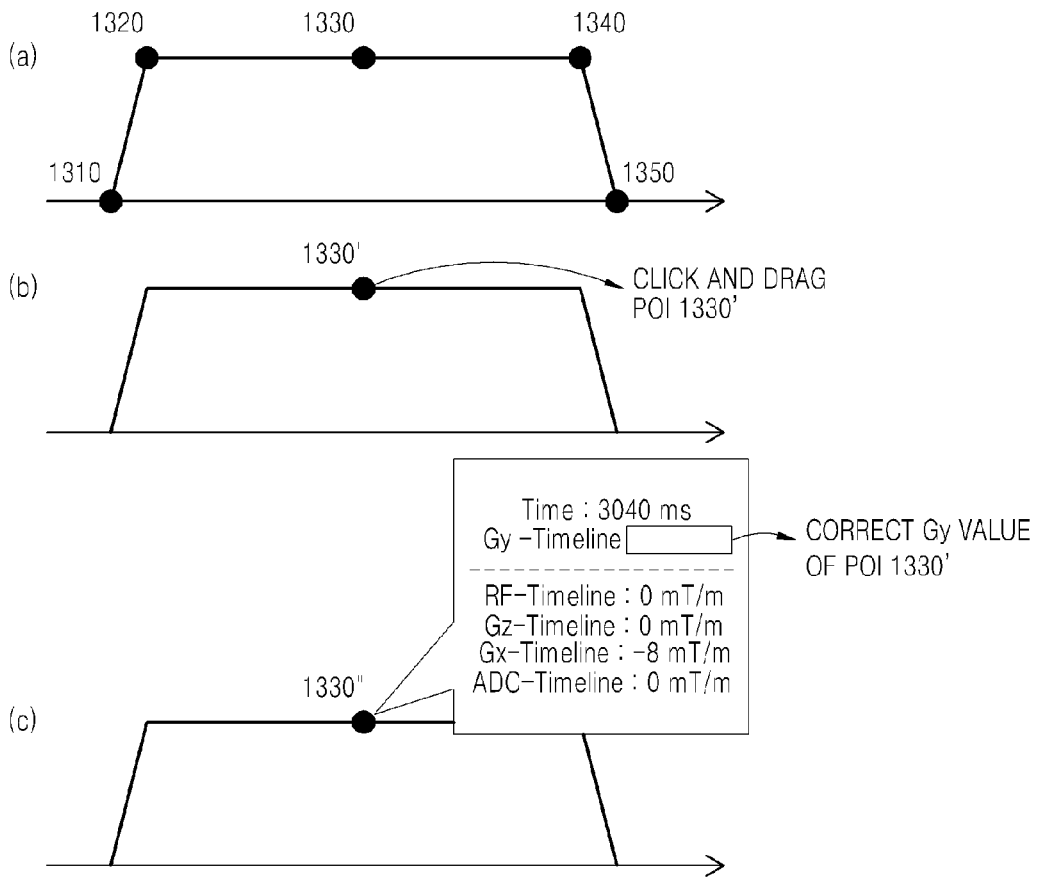 1320 1330 1340
(a)
1310 1350
1330'
(b)
CLICK AND DRAG
POI 1330'
Time : 3040 ms
Gy -Timeline
CORRECT Gy VALUE
OF POI 1330'
RF-Timeline : 0 mT/m
Gz-Timeline : 0 mT/m
Gx-Timeline : -8 mT/m
ADC-Timeline : 0 mT/m
1330"
(c)